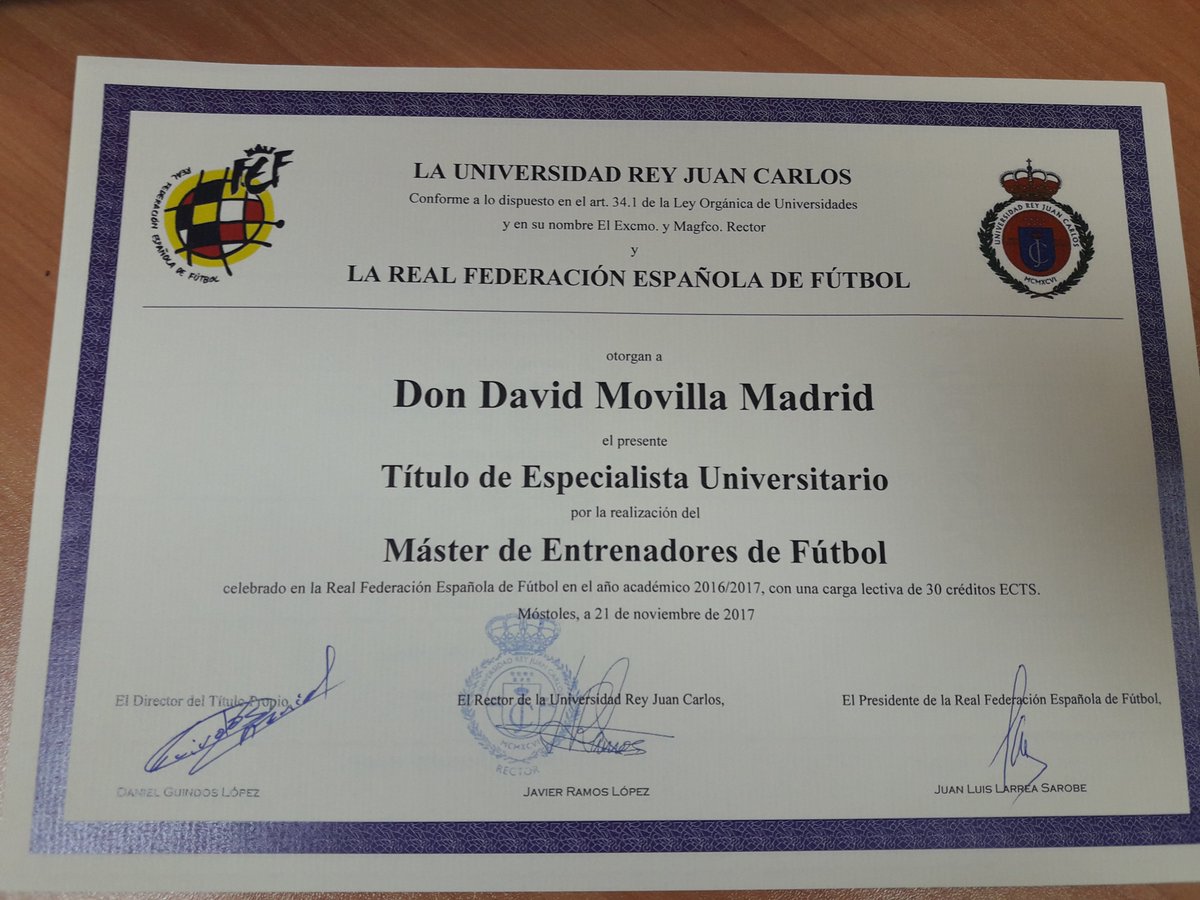 RFEF
REAL FEDERACIÓN ESPAÑOLA DE FÚTBOL
LA UNIVERSIDAD REY JUAN CARLOS
Conforme a lo dispuesto en el art. 34.1 de la Ley Orgánica de Universidades
y en su nombre El Excmo. y Magfco. Rector
y
LA REAL FEDERACIÓN ESPAÑOLA DE FÚTBOL
UNIVERSIDAD REY JUAN CARLOS
MCMXCVI
otorgan a
Don David Movilla Madrid
el presente
Título de Especialista Universitario
por la realización del
Máster de Entrenadores de Fútbol
celebrado en la Real Federación Española de Fútbol en el año académico 2016/2017, con una carga lectiva de 30 créditos ECTS.
Móstoles, a 21 de noviembre de 2017
El Director del Título Propio,
El Rector de la Universidad Rey Juan Carlos,
El Presidente de la Real Federación Española de Fútbol,
UNIVERSIDAD REY JUAN CARLOS
MCMXCVI
RECTOR
DANIEL GUINDOS LÓPEZ
JAVIER RAMOS LÓPEZ
JUAN LUIS LARREA SAROBE